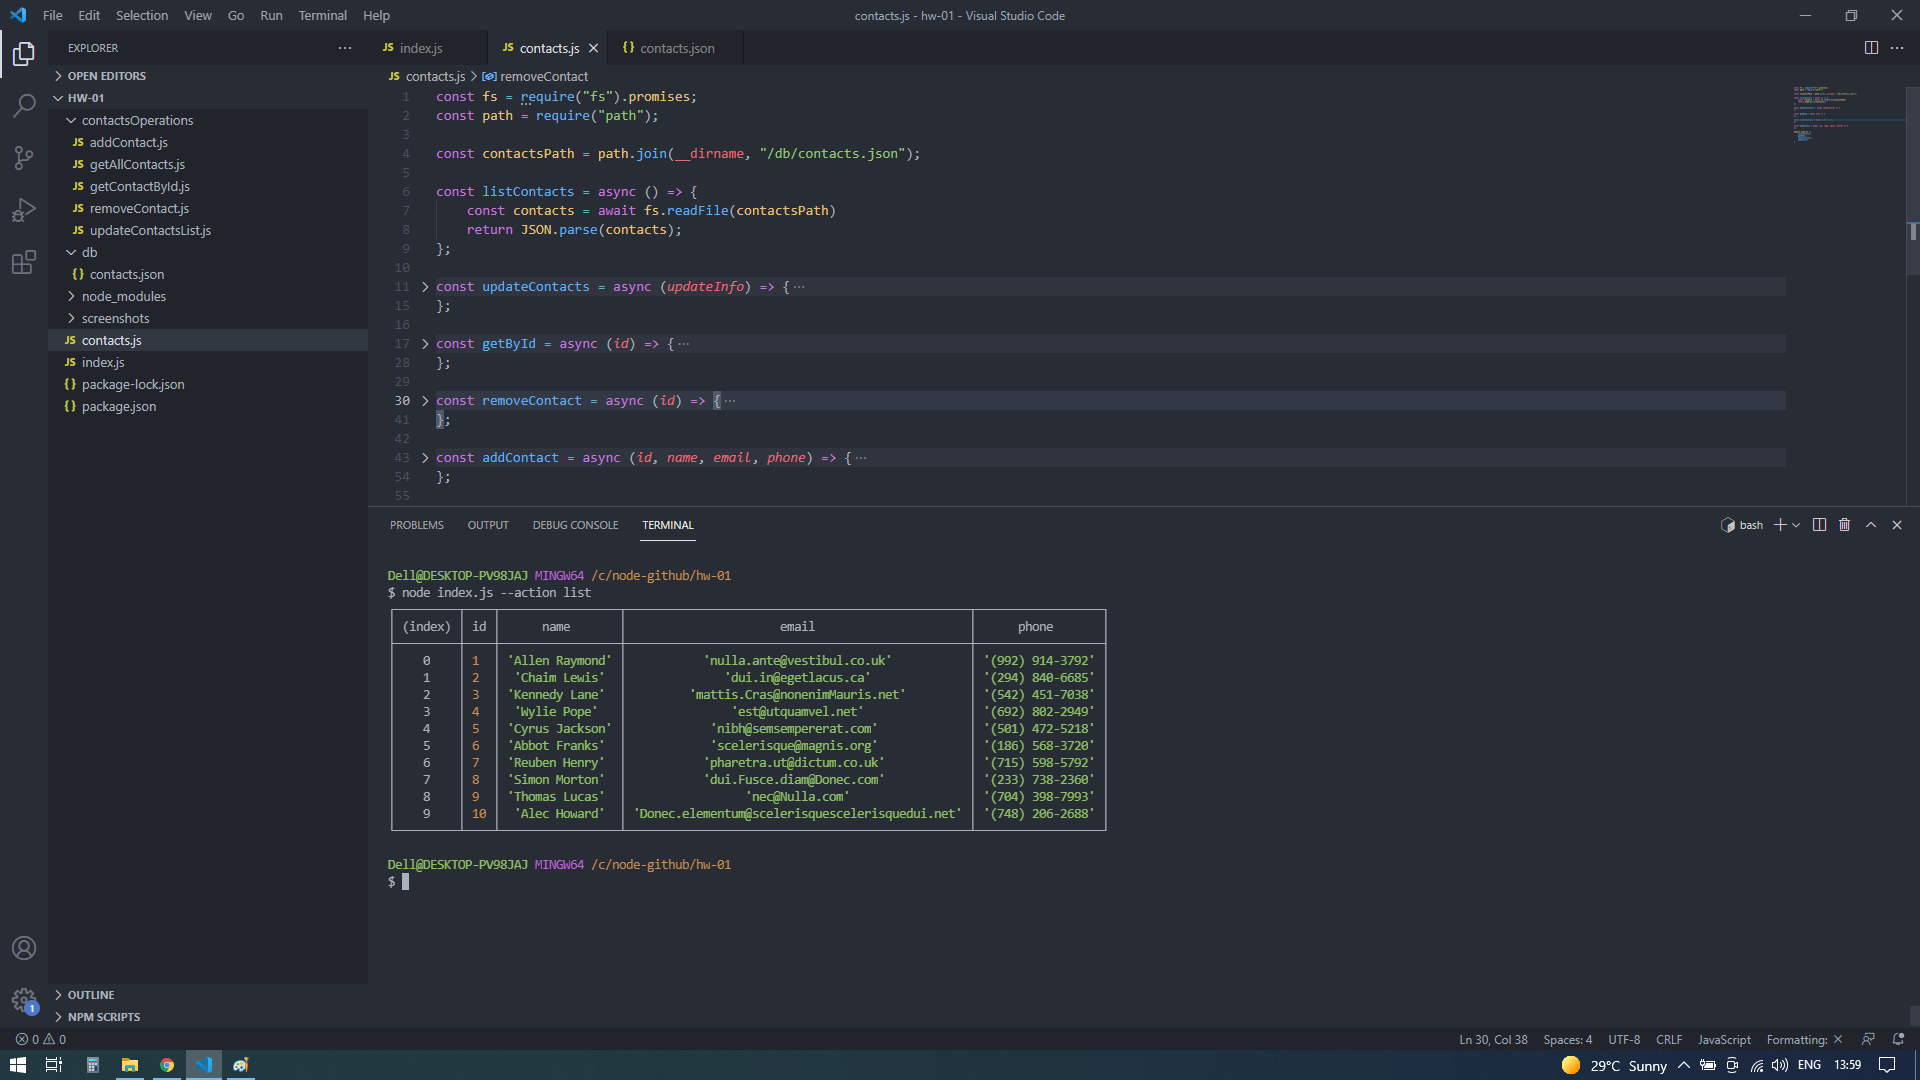 File Edit Selection View Go Run Terminal Help
contacts.js - hw-01 - Visual Studio Code
EXPLORER
OPEN EDITORS
HW-01
contactsOperations
JS addContact.js
JS getAllContacts.js
JS getContactById.js
JS removeContact.js
JS updateContactsList.js
db
{} contacts.json
node_modules
screenshots
JS contacts.js
JS index.js
{} package-lock.json
{} package.json
OUTLINE
NPM SCRIPTS
JS index.js JS contacts.js {} contacts.json
JS contacts.js > removeContact
1 const fs = require("fs").promises;
2 const path = require("path");
3
4 const contactsPath = path.join(__dirname, "/db/contacts.json");
5
6 const listContacts = async () => {
7 const contacts = await fs.readFile(contactsPath)
8 return JSON.parse(contacts);
9 };
10
11 const updateContacts = async (updateInfo) => { ···
15 };
16
17 const getById = async (id) => { ···
28 };
29
30 const removeContact = async (id) => { ···
41 };
42
43 const addContact = async (id, name, email, phone) => { ···
54 };
55
PROBLEMS OUTPUT DEBUG CONSOLE TERMINAL
bash
Dell@DESKTOP-PV98JAJ MINGW64 /c/node-github/hw-01
$ node index.js --action list
(index) id name email phone
0 1 'Allen Raymond' 'nulla.ante@vestibul.co.uk' '(992) 914-3792'
1 2 'Chaim Lewis' 'dui.in@egetlacus.ca' '(294) 840-6685'
2 3 'Kennedy Lane' 'mattis.Cras@nonenimMauris.net' '(542) 451-7038'
3 4 'Wylie Pope' 'est@utquamvel.net' '(692) 802-2949'
4 5 'Cyrus Jackson' 'nibh@semsempererat.com' '(501) 472-5218'
5 6 'Abbot Franks' 'scelerisque@magnis.org' '(186) 568-3720'
6 7 'Reuben Henry' 'pharetra.ut@dictum.co.uk' '(715) 598-5792'
7 8 'Simon Morton' 'dui.Fusce.diam@Donec.com' '(233) 738-2360'
8 9 'Thomas Lucas' 'nec@Nulla.com' '(704) 398-7993'
9 10 'Alec Howard' 'Donec.elementum@scelerisquescelerisquedui.net' '(748) 206-2688'
Dell@DESKTOP-PV98JAJ MINGW64 /c/node-github/hw-01
$
1
0 0
Ln 30, Col 38 Spaces: 4 UTF-8 CRLF JavaScript Formatting: ×
29°C Sunny ENG 13:59